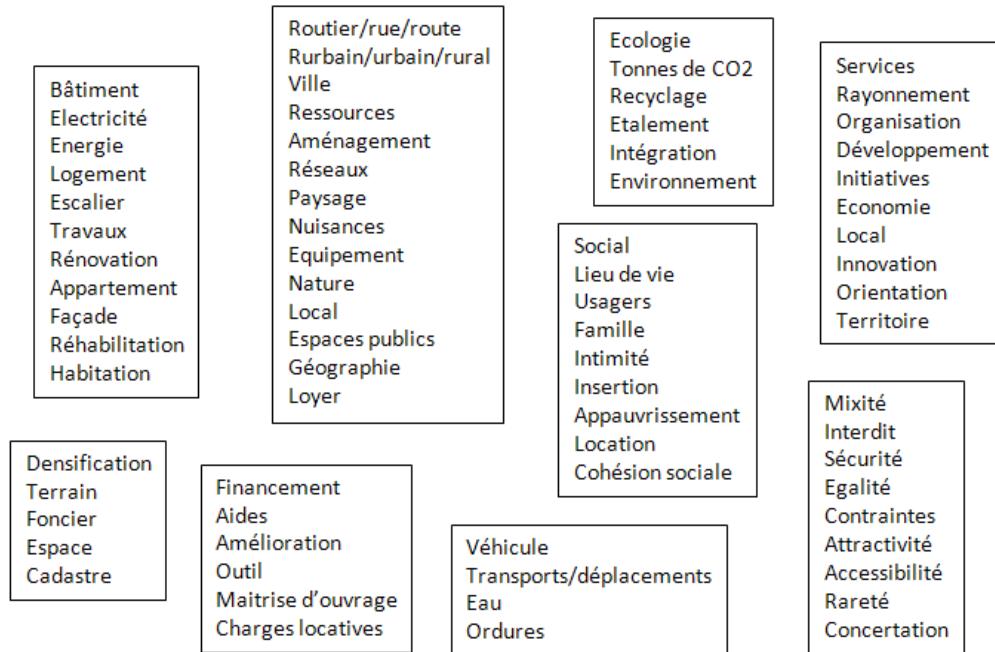 Bâtiment
Electricité
Energie
Logement
Escalier
Travaux
Rénovation
Appartement
Façade
Réhabilitation
Habitation
Routier/rue/route
Rurbain/urbain/rural
Ville
Ressources
Aménagement
Réseaux
Paysage
Nuisances
Equipement
Nature
Local
Espaces publics
Géographie
Loyer
Ecologie
Tonnes de CO2
Recyclage
Etalement
Intégration
Environnement
Services
Rayonnement
Organisation
Développement
Initiatives
Economie
Local
Innovation
Orientation
Territoire
Social
Lieu de vie
Usagers
Famille
Intimité
Insertion
Appauvrissement
Location
Cohésion sociale
Mixité
Interdit
Sécurité
Egalité
Contraintes
Attractivité
Accessibilité
Rareté
Concertation
Densification
Terrain
Foncier
Espace
Cadastre
Financement
Aides
Amélioration
Outil
Maitrise d'ouvrage
Charges locatives
Véhicule
Transports/déplacements
Eau
Ordures